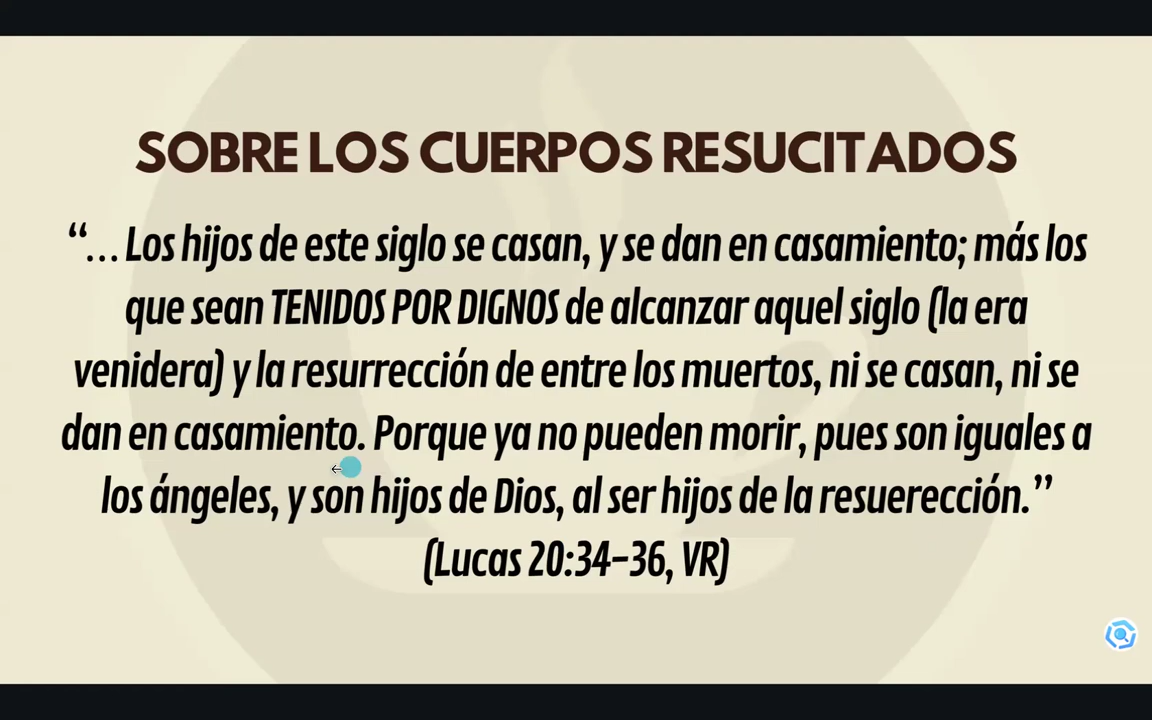 SOBRE LOS CUERPOS RESUCITADOS
“…Los hijos de este siglo se casan, y se dan en casamiento; más los
que sean TENIDOS POR DIGNOS de alcanzar aquel siglo (la era
venidera) y la resurrección de entre los muertos, ni se casan, ni se
dan en casamiento. Porque ya no pueden morir, pues son iguales a
los ángeles, y son hijos de Dios, al ser hijos de la resuerección.”
(Lucas 20:34–36, VR)